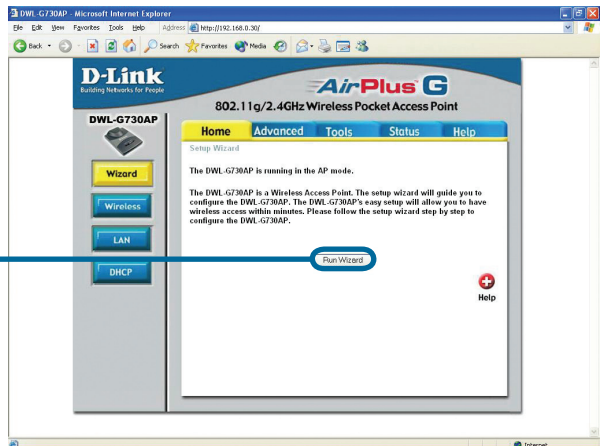 DWL-G730AP - Microsoft Internet Explorer
File Edit View Favorites Tools Help Address http://192.168.0.30/
Back Search Favorites Media
D-Link
Building Networks for People
AirPlus G
802.11g/2.4GHz Wireless Pocket Access Point
DWL-G730AP
Home Advanced Tools Status Help
Setup Wizard
The DWL-G730AP is running in the AP mode.
Wizard
The DWL-G730AP is a Wireless Access Point. The setup wizard will guide you to
configure the DWL-G730AP. The DWL-G730AP's easy setup will allow you to have
wireless access within minutes. Please follow the setup wizard step by step to
configure the DWL-G730AP.
Wireless
LAN
Run Wizard
DHCP
Help
Internet